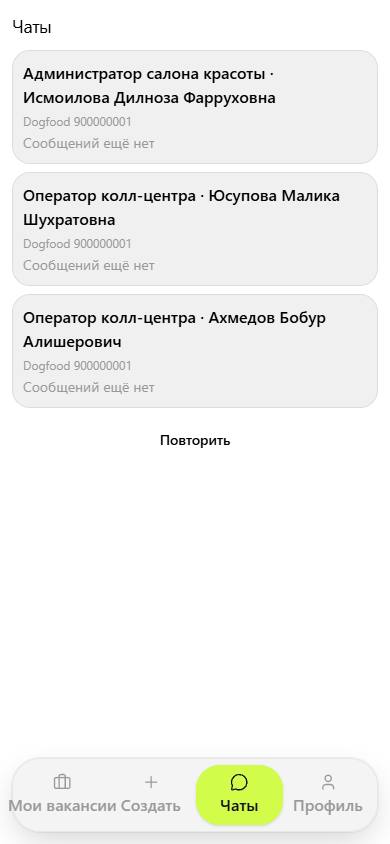 Чаты
Администратор салона красоты ·
Исмоилова Дилноза Фарруховна
Dogfood 900000001
Сообщений ещё нет
Оператор колл-центра · Юсупова Малика
Шухратовна
Dogfood 900000001
Сообщений ещё нет
Оператор колл-центра · Ахмедов Бобур
Алишерович
Dogfood 900000001
Сообщений ещё нет
Повторить
Мои вакансии Создать Чаты Профиль